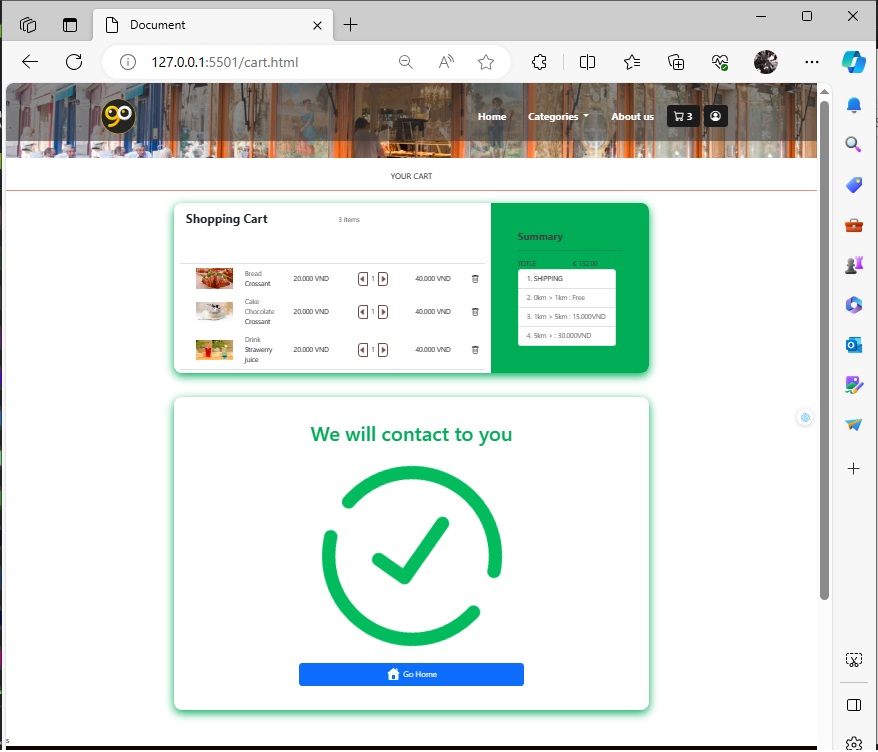 Document
127.0.0.1:5501/cart.html
Home
Categories
About us
3
YOUR CART
Shopping Cart
3 items
Summary
TOTLE € 132.00
Bread
Crossant
20.000 VND
1
40.000 VND
Cake
Chocolate
Crossant
20.000 VND
1
40.000 VND
Drink
Strawerry
juice
20.000 VND
1
40.000 VND
1. SHIPPING
2. 0km > 1km : Free
3. 1km > 5km : 15.000VND
4. 5km > : 30.000VND
We will contact to you
Go Home
s